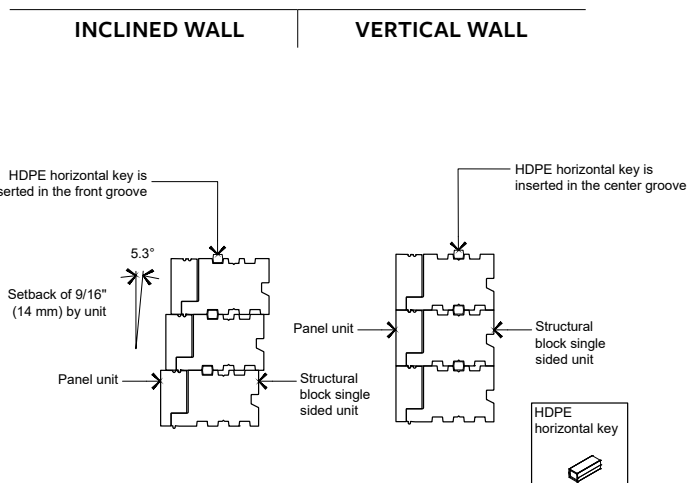 INCLINED WALL
VERTICAL WALL
HDPE horizontal key is
serted in the front groove
5.3°
Setback of 9/16"
(14 mm) by unit
Panel unit
Structural
block single
sided unit
HDPE horizontal key is
inserted in the center groove
Panel unit
Structural
block single
sided unit
HDPE
horizontal key